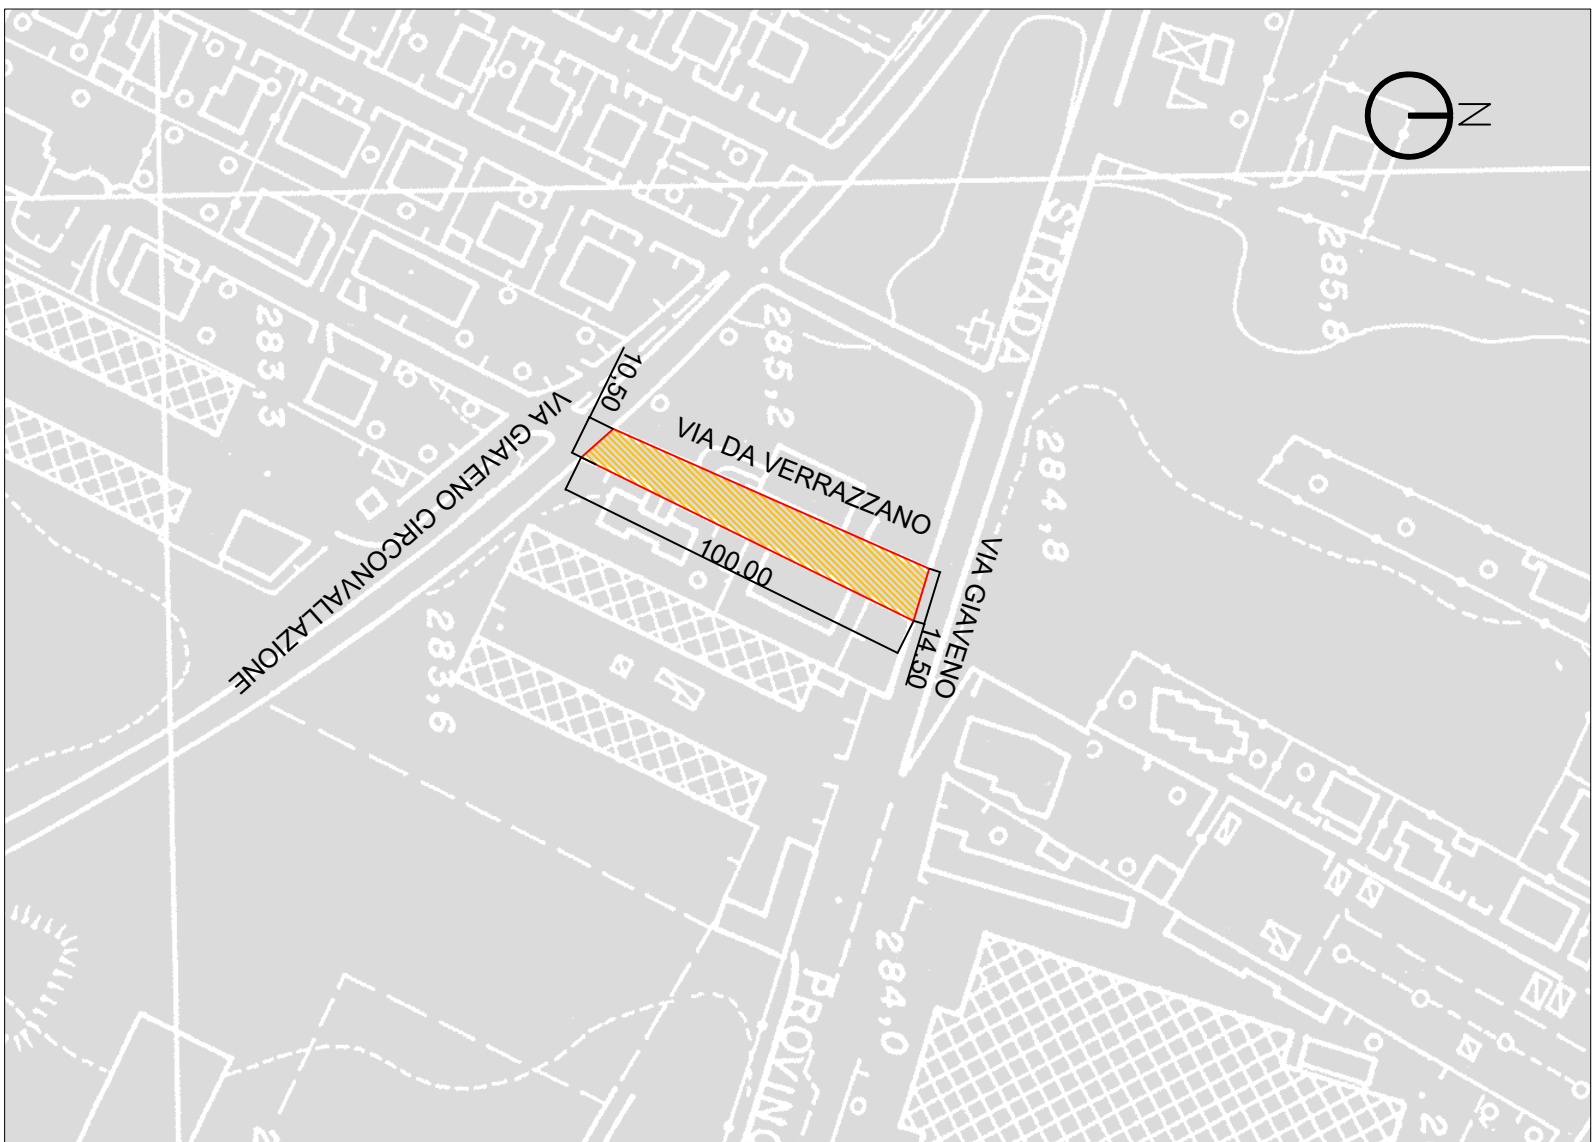 N
STRADA
285,8
283,3
285,2
10,50
VIA GIAVENO CIRCONVALLAZIONE
VIA DA VERRAZZANO
284,8
VIA GIAVENO
100,00
14,50
283,6
284,0
PROVINC